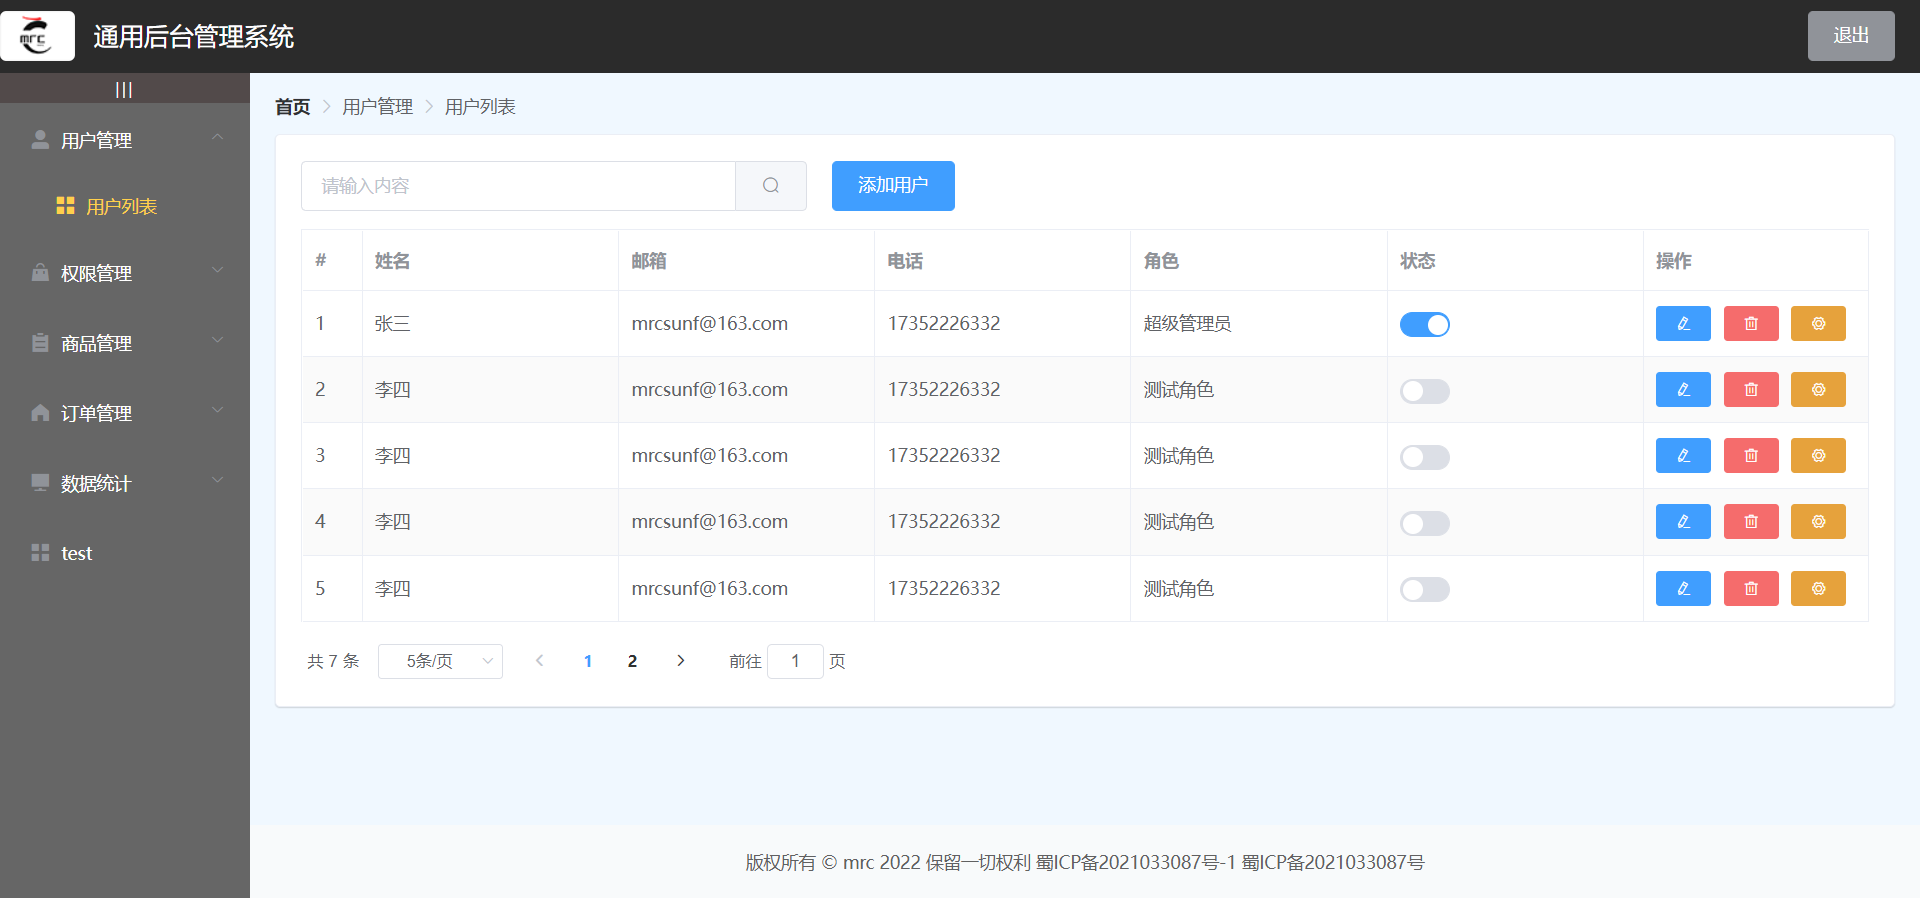 mrc 通用后台管理系统 退出
|||
首页 用户管理 用户列表
用户管理
用户列表
权限管理
商品管理
订单管理
数据统计
test
请输入内容 添加用户
# 姓名 邮箱 电话 角色 状态 操作
1 张三 mrcsunf@163.com 17352226332 超级管理员
2 李四 mrcsunf@163.com 17352226332 测试角色
3 李四 mrcsunf@163.com 17352226332 测试角色
4 李四 mrcsunf@163.com 17352226332 测试角色
5 李四 mrcsunf@163.com 17352226332 测试角色
共 7 条 5条/页 1 2 前往 1 页
版权所有 © mrc 2022 保留一切权利 蜀ICP备2021033087号-1 蜀ICP备2021033087号